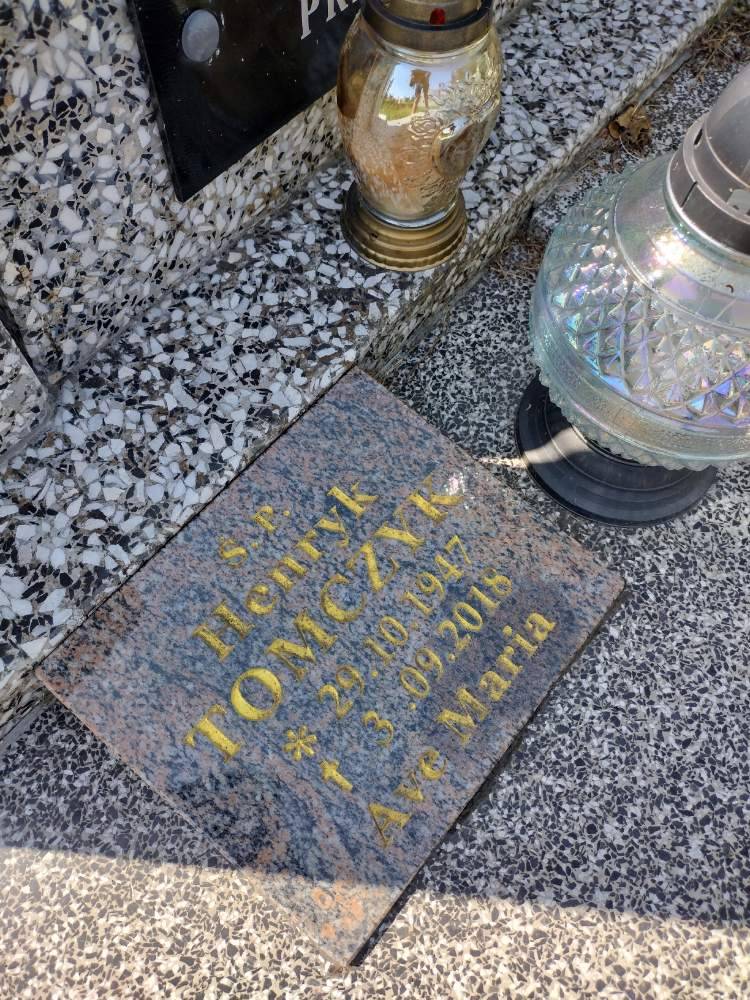 Ś. P.
Henryk
TOMCZYK
* 29.10.1947
† 3.09.2018
Ave Maria